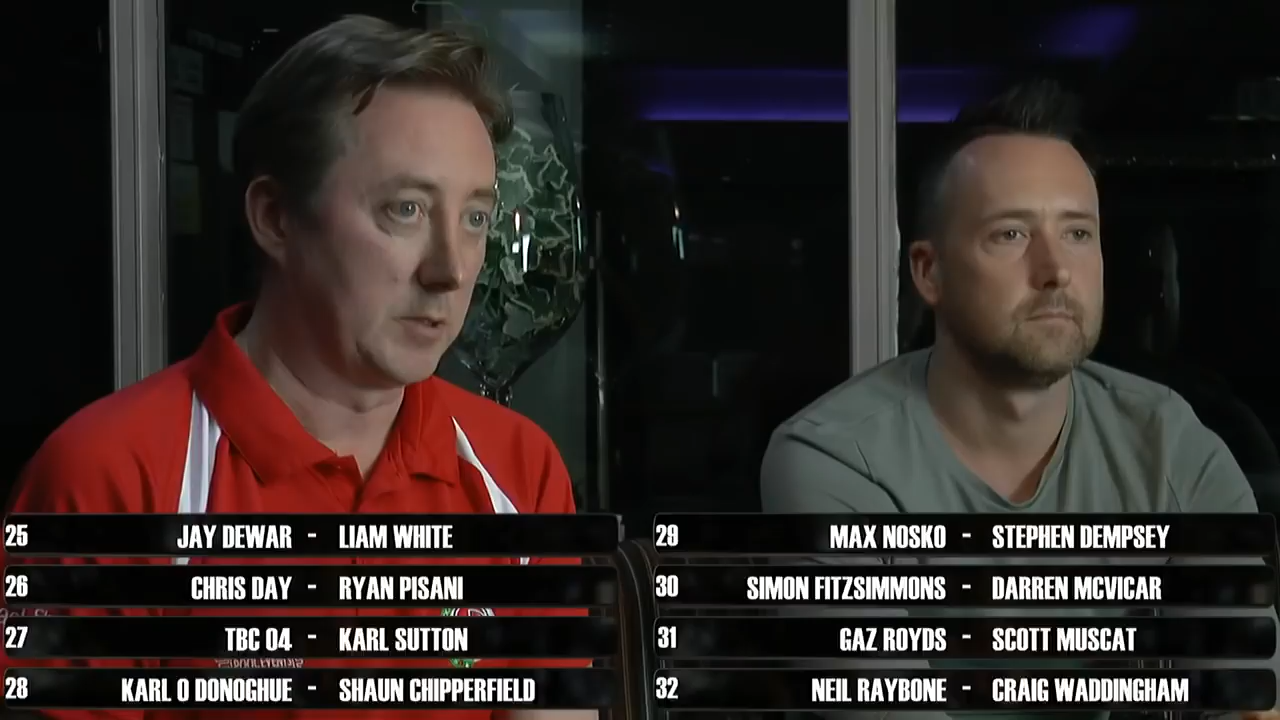 25 JAY DEWAR - LIAM WHITE
26 CHRIS DAY - RYAN PISANI
27 TBC 04 - KARL SUTTON
28 KARL O DONOGHUE - SHAUN CHIPPERFIELD
29 MAX NOSKO - STEPHEN DEMPSEY
30 SIMON FITZSIMMONS - DARREN MCVICAR
31 GAZ ROYDS - SCOTT MUSCAT
32 NEIL RAYBONE - CRAIG WADDINGHAM